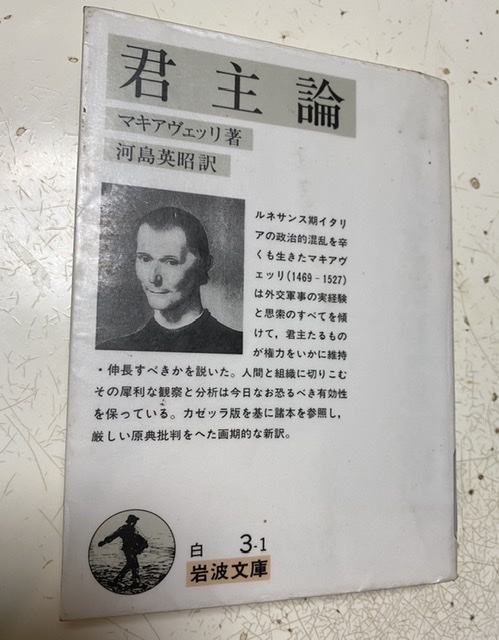 君主論
マキアヴェッリ著
河島英昭訳
ルネサンス期イタリ
アの政治的混乱を辛
くも生きたマキアヴ
ェッリ(1469-1527)
は外交軍事の実経験
と思索のすべてを傾
けて，君主たるもの
が権力をいかに維持
・伸長すべきかを説いた。人間と組織に切りこむ
その犀利な観察と分析は今日なお恐るべき有効性
を保っている。カゼッラ版を基に諸本を参照し，
厳しい原典批判をへた画期的な新訳。
白 3-1
岩波文庫